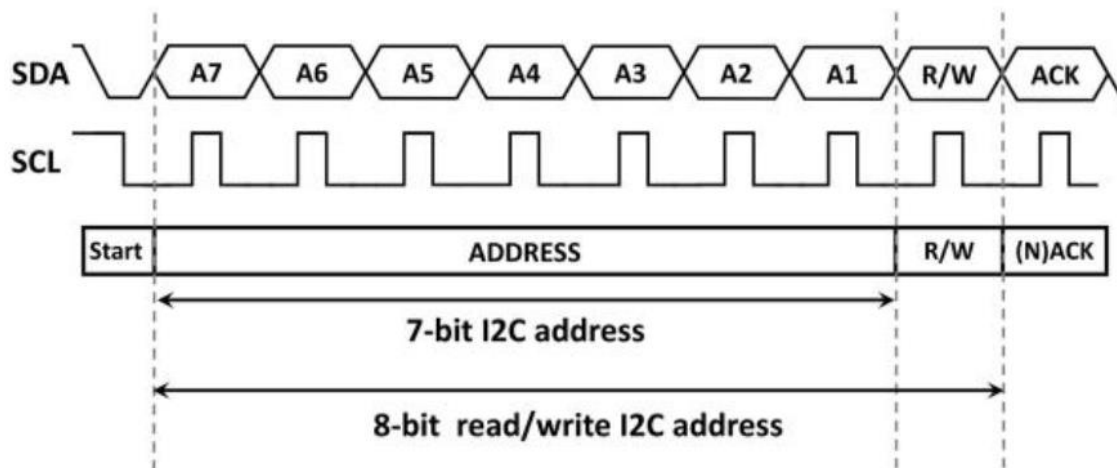 SDA A7 A6 A5 A4 A3 A2 A1 R/W ACK
SCL
Start ADDRESS R/W (N)ACK
7-bit I2C address
8-bit read/write I2C address